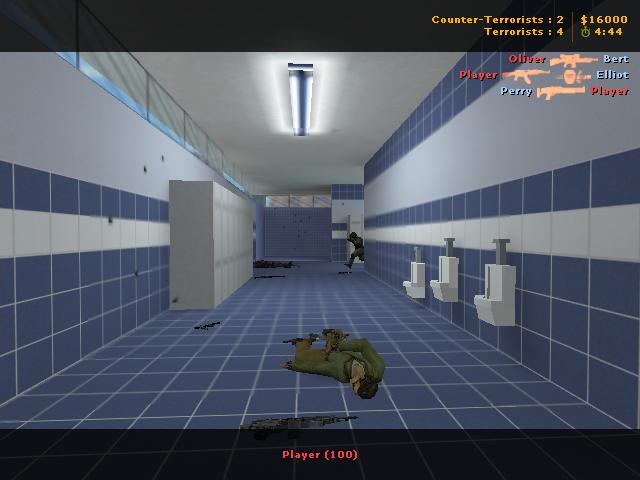 Counter-Terrorists : 2 $16000
Terrorists : 4 4:44
Oliver Bert
Player Elliot
Perry Player
Player (100)